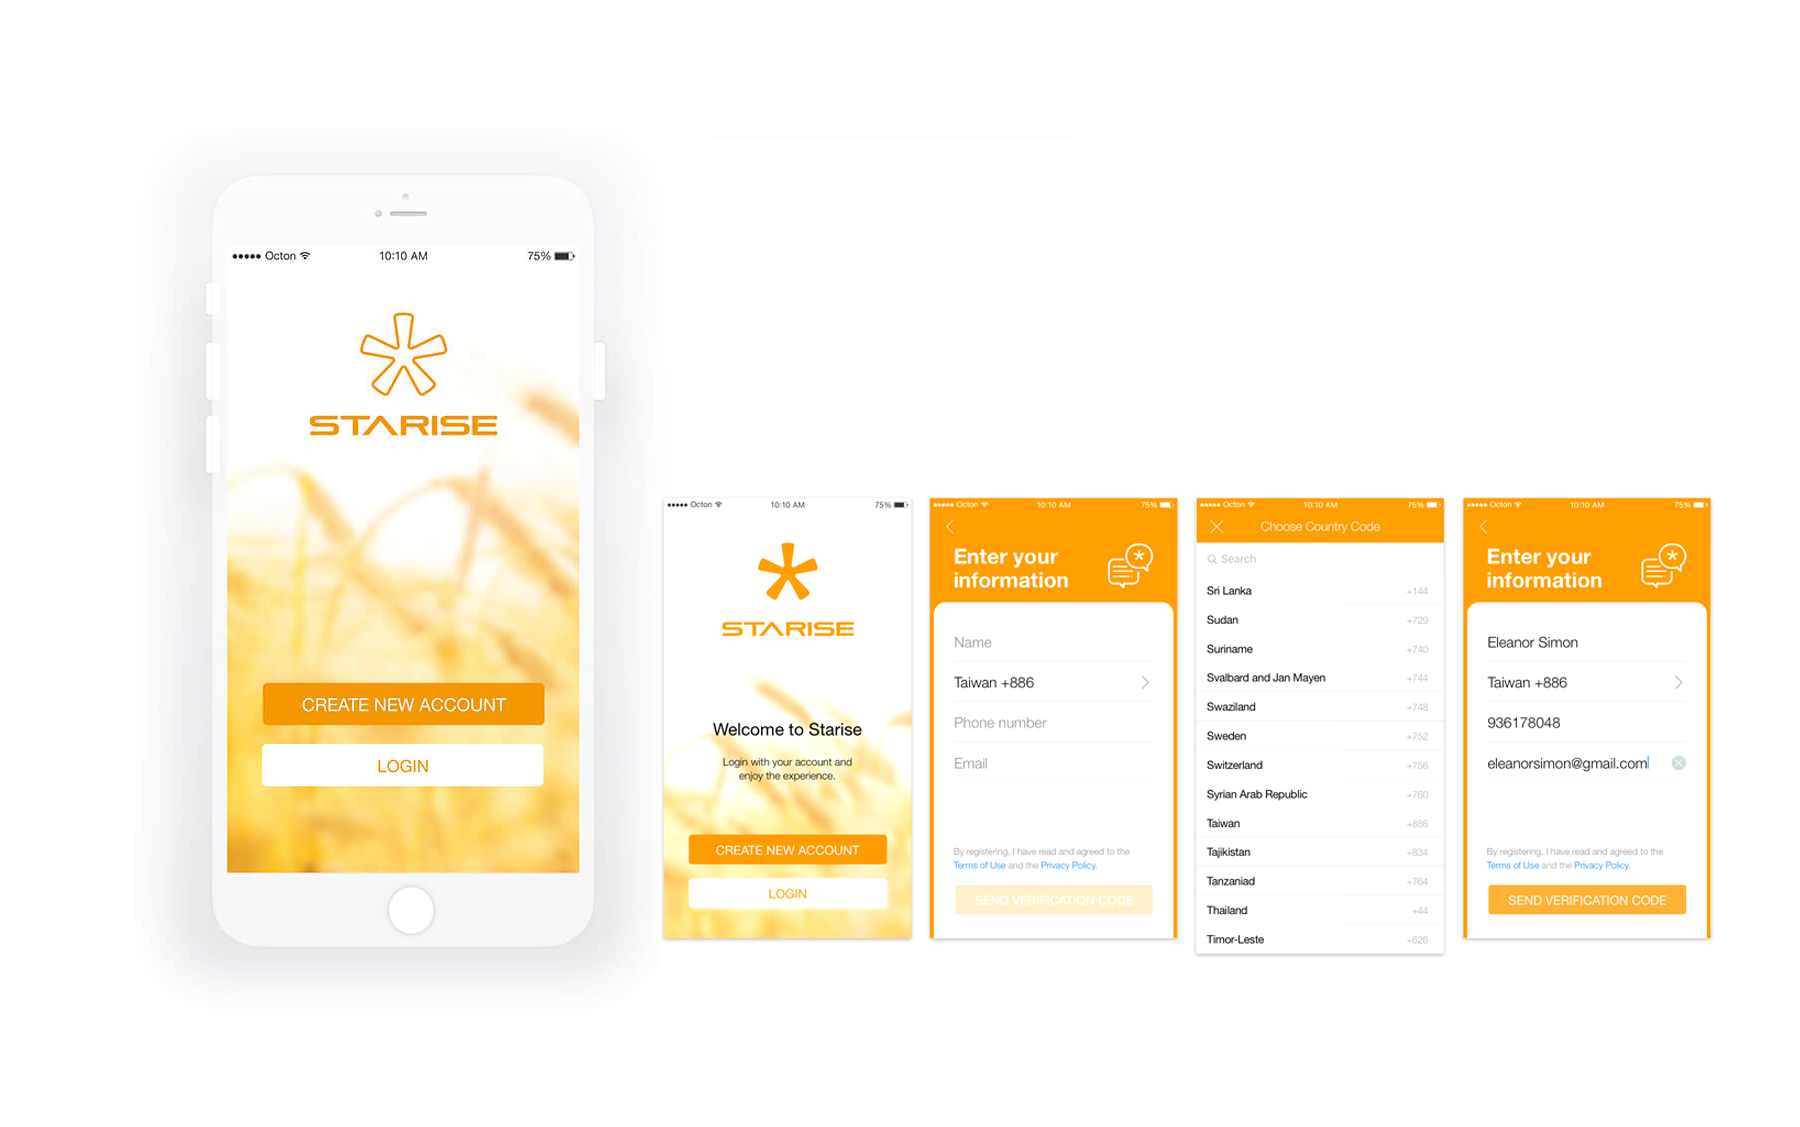 Octon 10:10 AM 75%
STARISE
CREATE NEW ACCOUNT
LOGIN
Octon 10:10 AM 75%
STARISE
Welcome to Starise
Login with your account and
enjoy the experience.
CREATE NEW ACCOUNT
LOGIN
Octon 10:10 AM 75%
Enter your
information
Name
Taiwan +886
Phone number
Email
By registering, I have read and agreed to the
Terms of Use and the Privacy Policy.
SEND VERIFICATION CODE
Octon 10:10 AM 75%
Choose Country Code
Search
Sri Lanka +144
Sudan +729
Suriname +740
Svalbard and Jan Mayen +744
Swaziland +748
Sweden +752
Switzerland +756
Syrian Arab Republic +760
Taiwan +886
Tajikistan +834
Tanzaniad +764
Thailand +44
Timor-Leste +626
Octon 10:10 AM 75%
Enter your
information
Eleanor Simon
Taiwan +886
936178048
eleanorsimon@gmail.com
By registering, I have read and agreed to the
Terms of Use and the Privacy Policy.
SEND VERIFICATION CODE